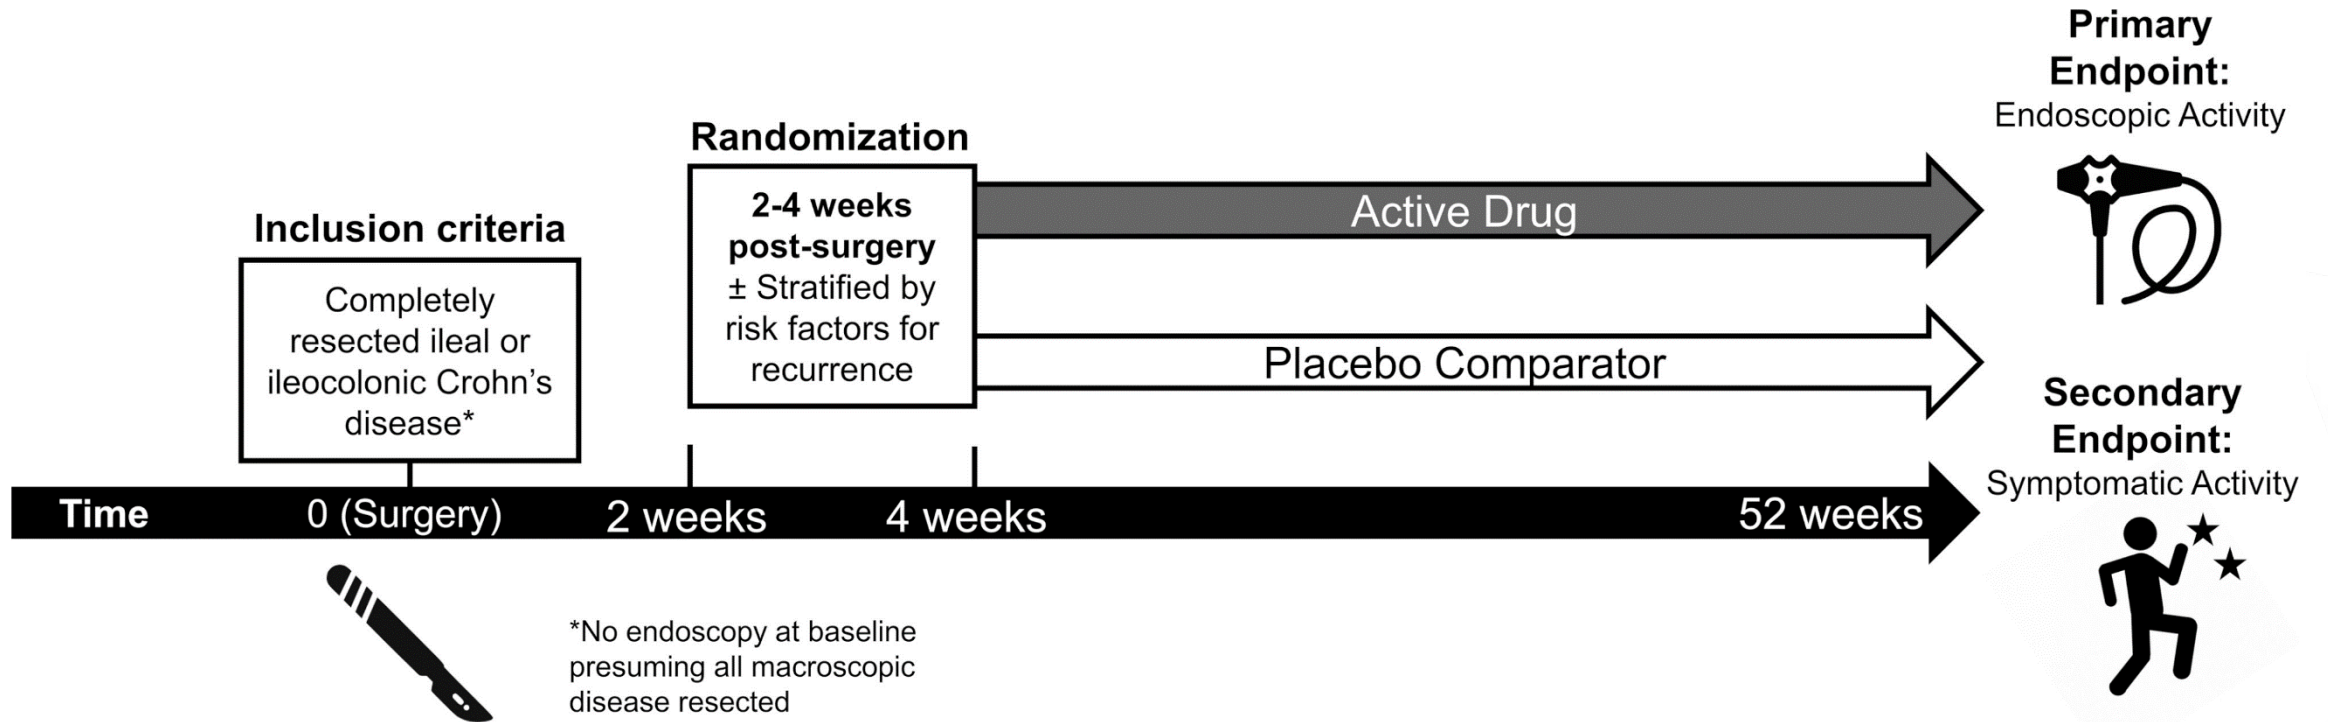 Primary
Endpoint:
Endoscopic Activity
Randomization
2-4 weeks
post-surgery
± Stratified by
risk factors for
recurrence
Active Drug
Inclusion criteria
Completely
resected ileal or
ileocolonic Crohn’s
disease*
Placebo Comparator
Secondary
Endpoint:
Symptomatic Activity
Time
0 (Surgery)
2 weeks
4 weeks
52 weeks
*No endoscopy at baseline
presuming all macroscopic
disease resected